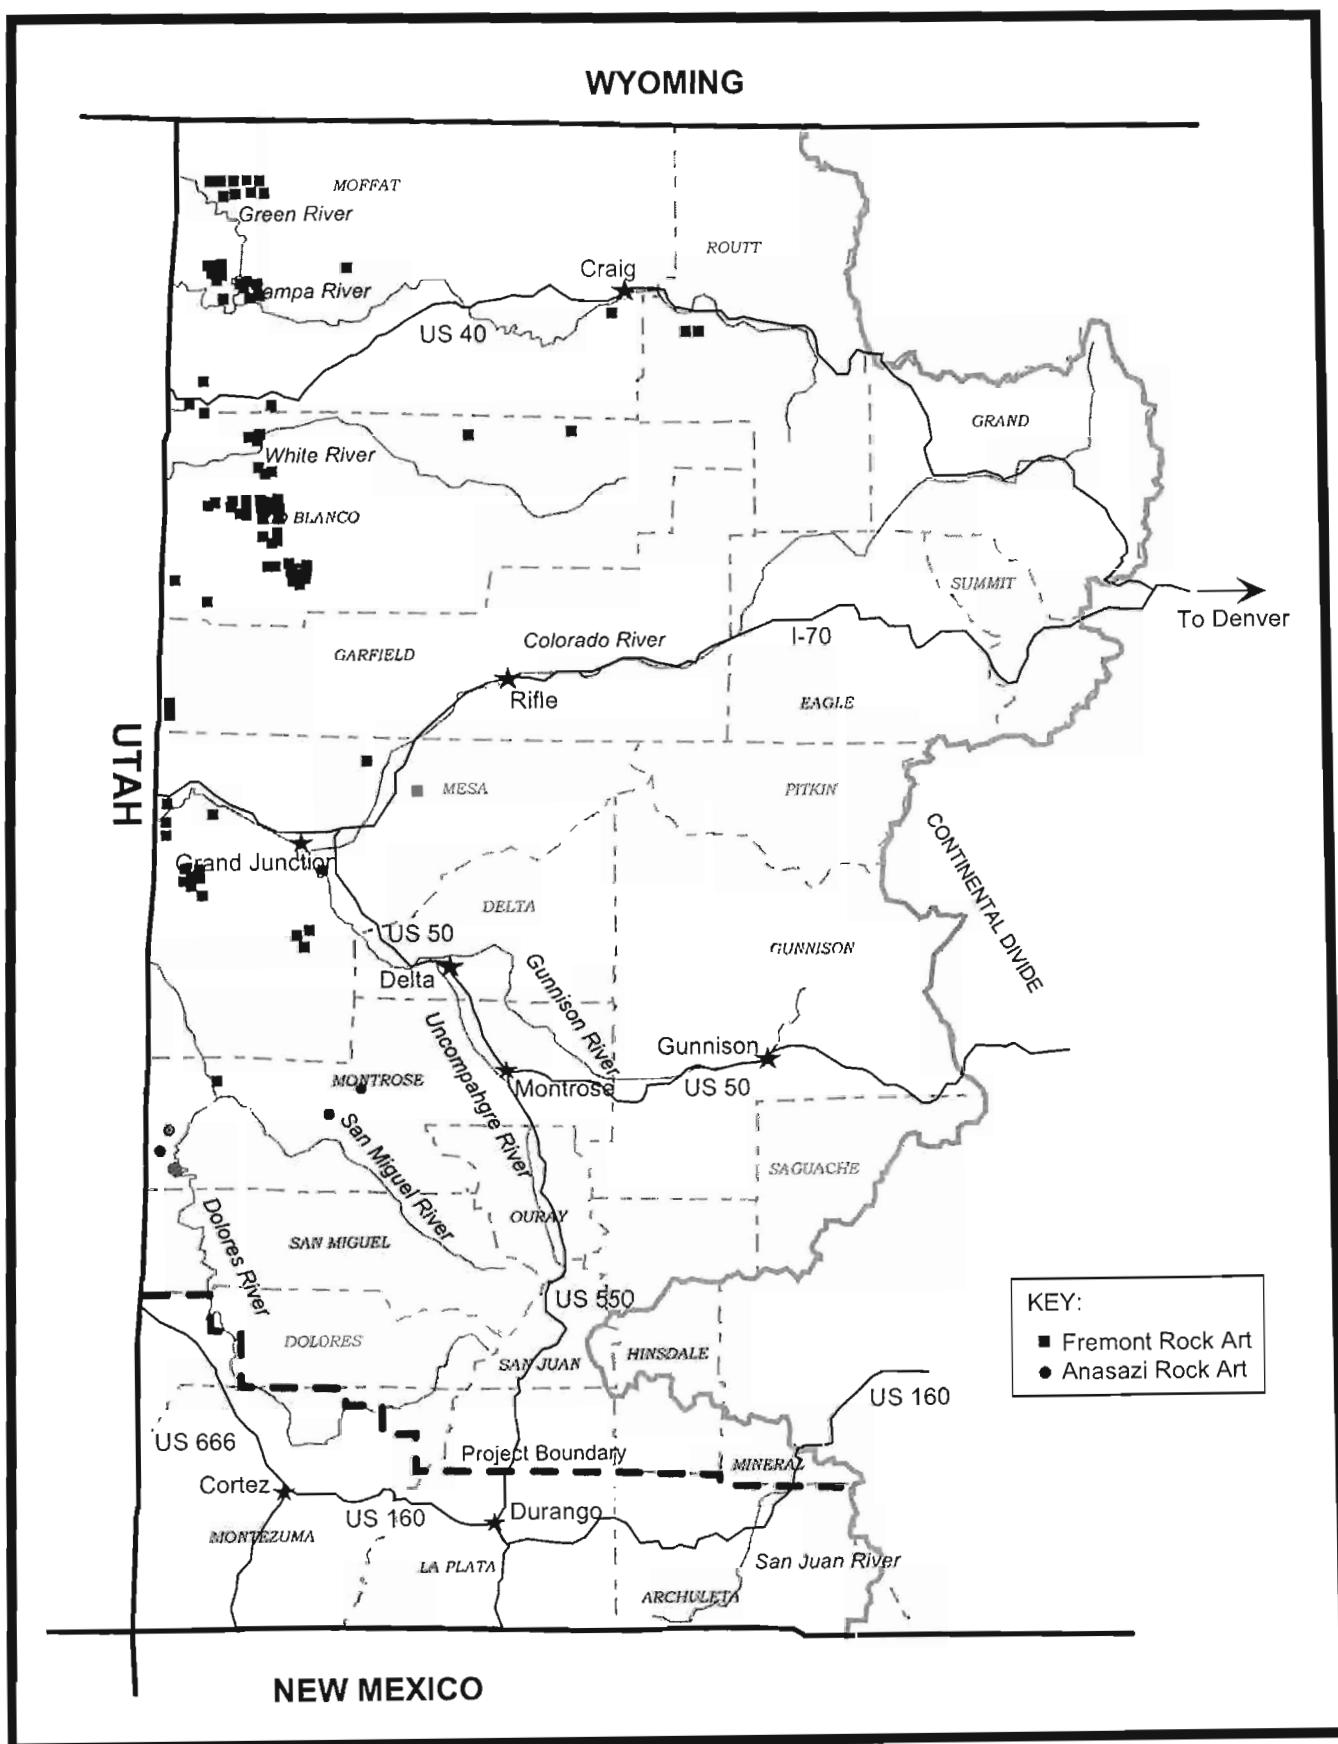 WYOMING
MOFFAT
Green River
ROUTT
Craig
ampa River
US 40
GRAND
White River
BLANCO
SUMMIT
To Denver
Colorado River
I-70
GARFIELD
Rifle
EAGLE
UTAH
MESA
PITKIN
CONTINENTAL DIVIDE
Grand Junction
DELTA
US 50
GUNNISON
Delta
Gunnison River
Uncompahgre River
Gunnison
MONTROSE
Montrose
US 50
San Miguel River
SAGUACHE
Dolores River
OURAY
SAN MIGUEL
US 550
KEY:
Fremont Rock Art
Anasazi Rock Art
DOLORES
SAN JUAN
HINSDALE
US 160
US 666
Project Boundary
MINERAL
Cortez
US 160
Durango
MONTEZUMA
LA PLATA
San Juan River
ARCHULETA
NEW MEXICO